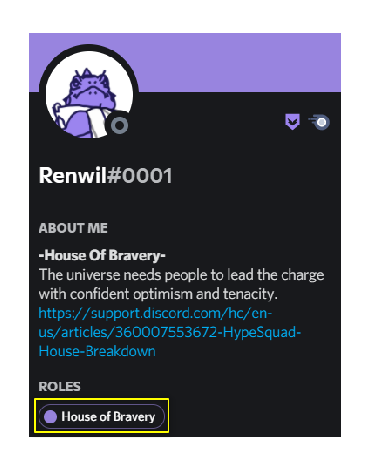 Renwil#0001
ABOUT ME
-House Of Bravery-
The universe needs people to lead the charge
with confident optimism and tenacity.
https://support.discord.com/hc/en-
us/articles/360007553672-HypeSquad-
House-Breakdown
ROLES
House of Bravery